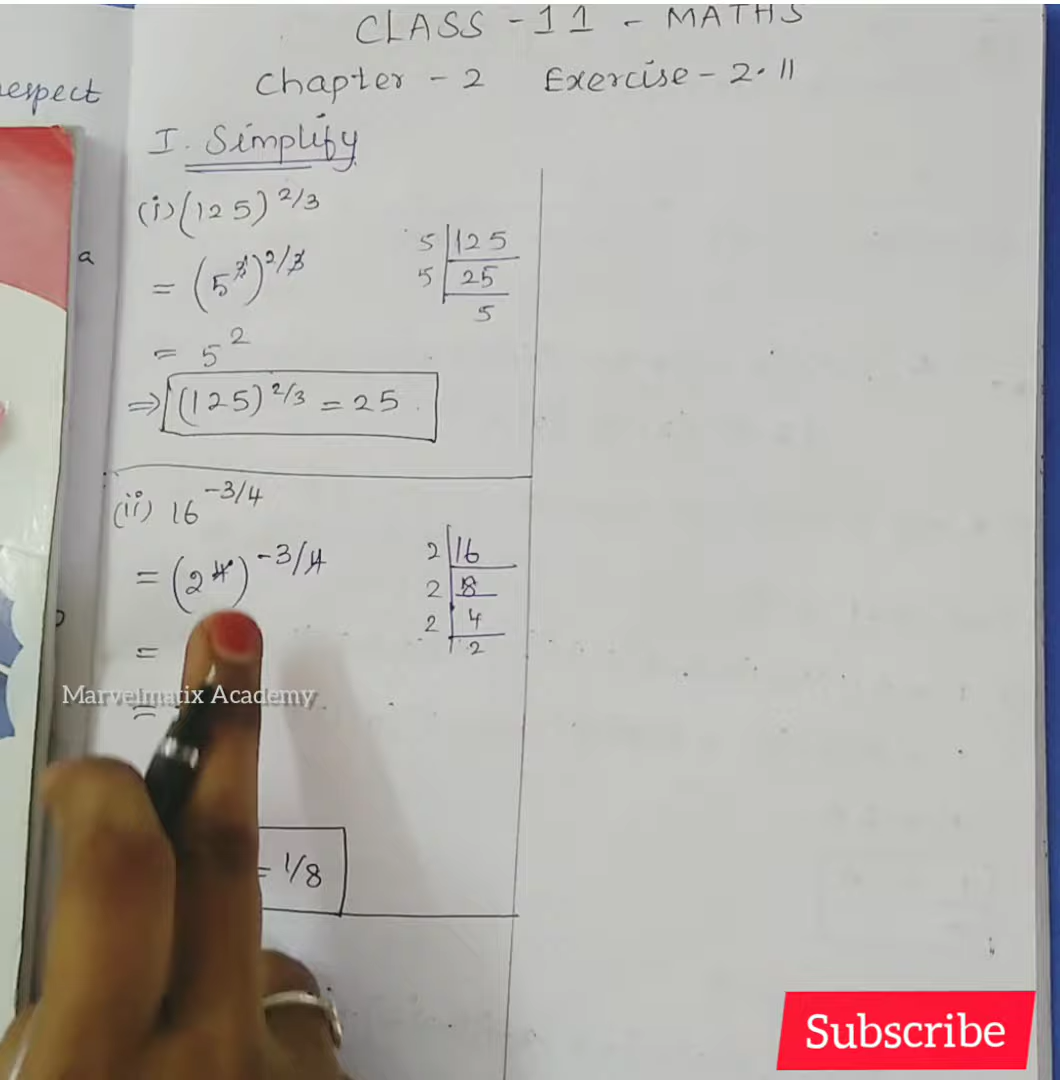 CLASS - 11 - MATHS
Chapter - 2 Exercise - 2.11
espect
I. Simplify
(i) (125)^2/3
a
= (5^3)^2/3
5 125
5 25
5
= 5^2
⇒ (125)^2/3 = 25
(ii) 16^-3/4
= (2^4)^-3/4
2 16
2 8
2 4
2
=
Marvelmatix Academy
=
= 1/8
Subscribe